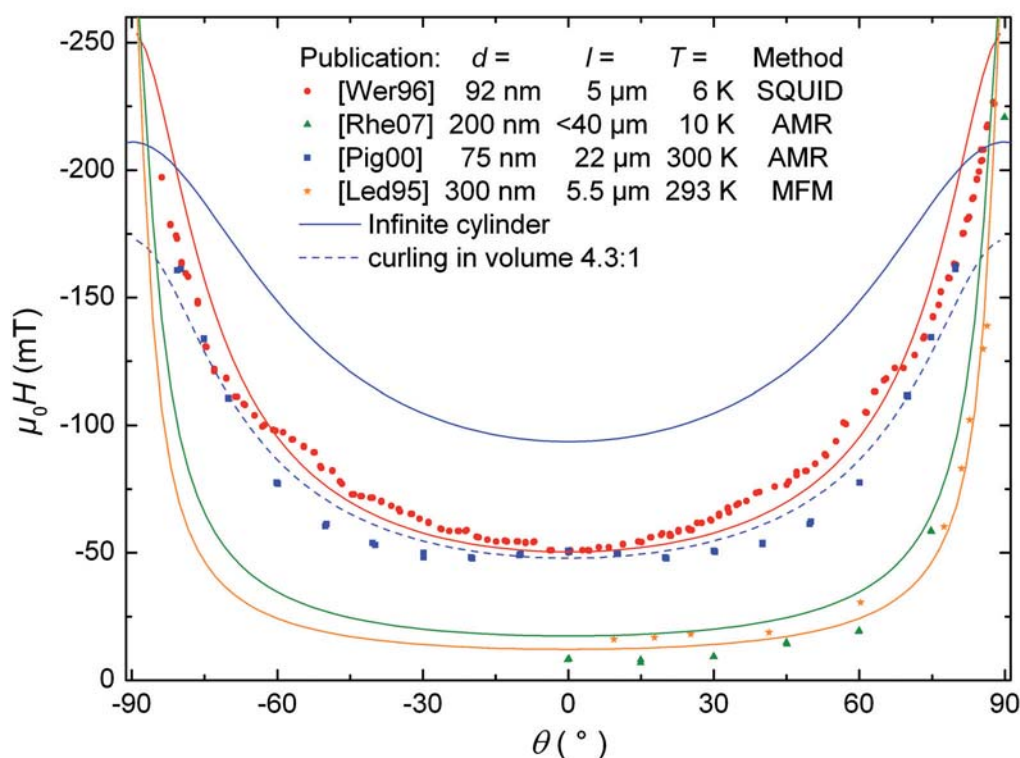 Publication: d = l = T = Method
[Wer96] 92 nm 5 µm 6 K SQUID
[Rhe07] 200 nm <40 µm 10 K AMR
[Pig00] 75 nm 22 µm 300 K AMR
[Led95] 300 nm 5.5 µm 293 K MFM
Infinite cylinder
curling in volume 4.3:1
-250
-200
-150
-100
-50
0
µ₀H (mT)
-90 -60 -30 0 30 60 90
θ ( ° )